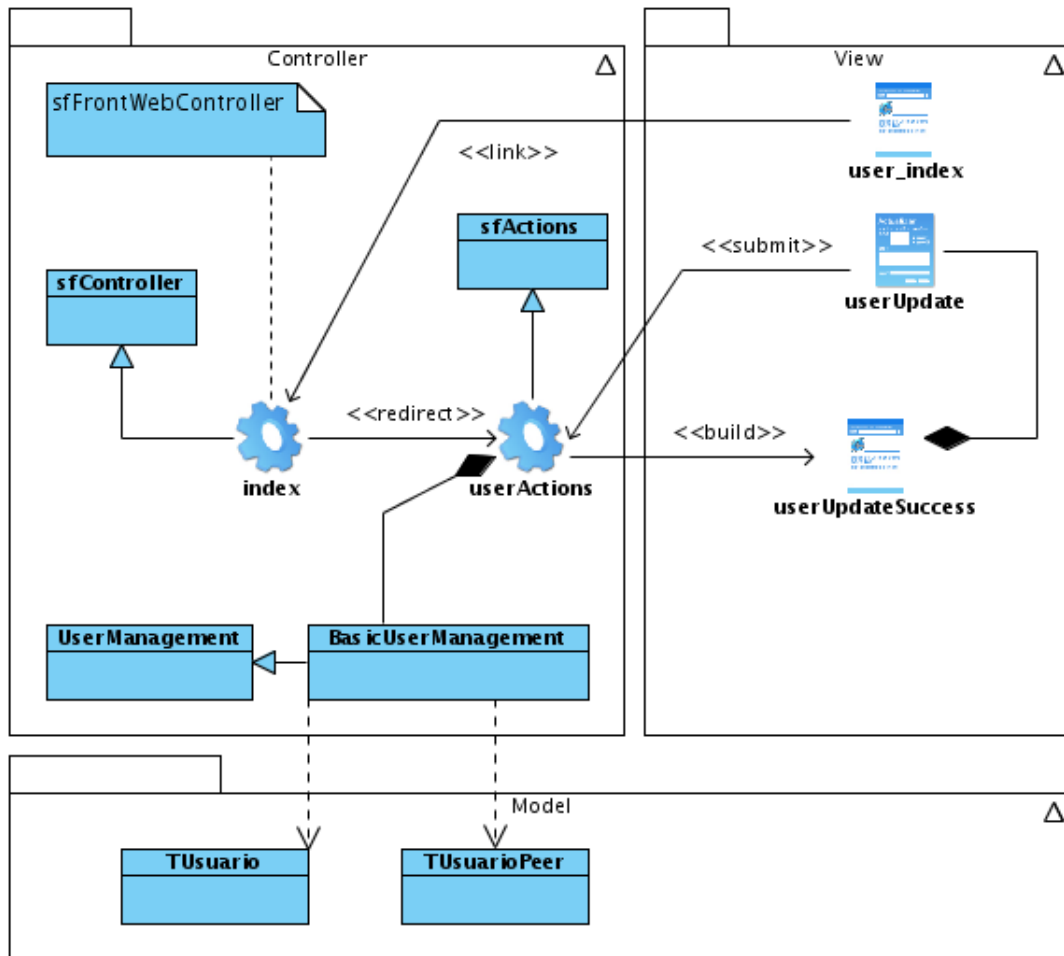 Controller
View
sfFrontWebController
<<link>>
user_index
sfActions
<<submit>>
userUpdate
sfController
<<redirect>>
<<build>>
index
userActions
userUpdateSuccess
UserManagement
BasicUserManagement
Model
TUsuario
TUsuarioPeer